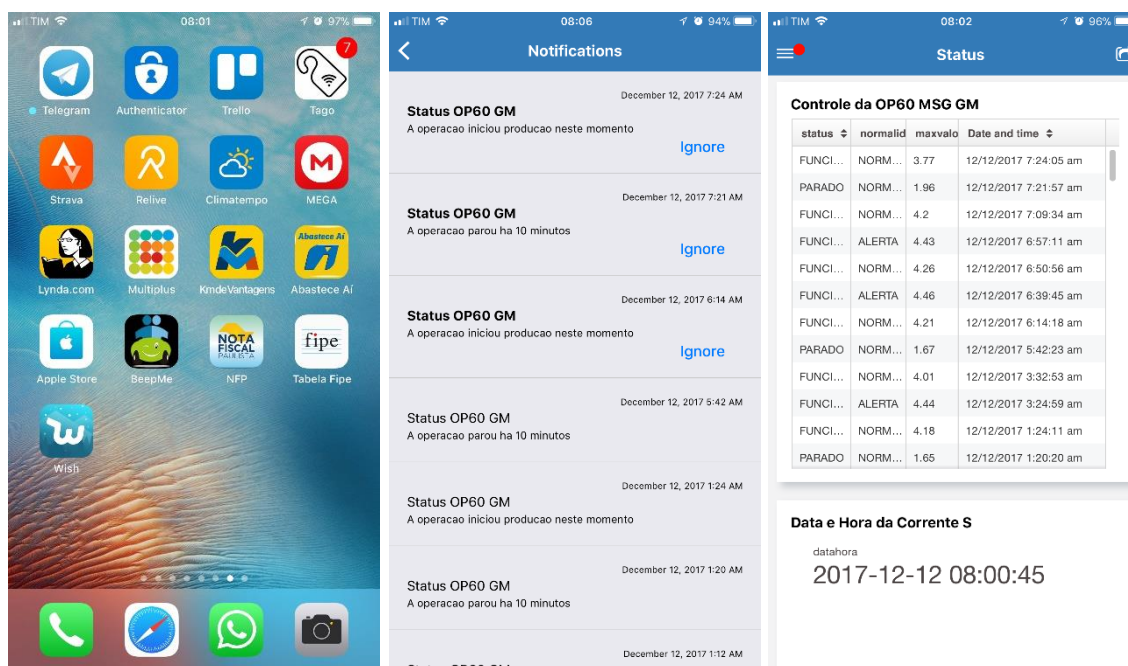 TIM 08:01 97%
7
Telegram Authenticator Trello Tago
Strava Relive Climatempo MEGA
Abastece Aí
Lynda.com Multiplus KmdeVantagens Abastece Aí
NOTA
FISCAL
PAULISTA
fipe
Apple Store BeepMe NFP Tabela Fipe
Wish
TIM 08:06 94%
Notifications
December 12, 2017 7:24 AM
Status OP60 GM
A operacao iniciou producao neste momento
Ignore
December 12, 2017 7:21 AM
Status OP60 GM
A operacao parou ha 10 minutos
Ignore
December 12, 2017 6:14 AM
Status OP60 GM
A operacao iniciou producao neste momento
Ignore
December 12, 2017 5:42 AM
Status OP60 GM
A operacao parou ha 10 minutos
December 12, 2017 1:24 AM
Status OP60 GM
A operacao iniciou producao neste momento
December 12, 2017 1:20 AM
Status OP60 GM
A operacao parou ha 10 minutos
December 12, 2017 1:12 AM
TIM 08:02 96%
Status
Controle da OP60 MSG GM
status normalid maxvalo Date and time
FUNCI... NORM... 3.77 12/12/2017 7:24:05 am
PARADO NORM... 1.96 12/12/2017 7:21:57 am
FUNCI... NORM... 4.2 12/12/2017 7:09:34 am
FUNCI... ALERTA 4.43 12/12/2017 6:57:11 am
FUNCI... NORM... 4.26 12/12/2017 6:50:56 am
FUNCI... ALERTA 4.46 12/12/2017 6:39:45 am
FUNCI... NORM... 4.21 12/12/2017 6:14:18 am
PARADO NORM... 1.67 12/12/2017 5:42:23 am
FUNCI... NORM... 4.01 12/12/2017 3:32:53 am
FUNCI... ALERTA 4.44 12/12/2017 3:24:59 am
FUNCI... NORM... 4.18 12/12/2017 1:24:11 am
PARADO NORM... 1.65 12/12/2017 1:20:20 am
Data e Hora da Corrente S
datahora
2017-12-12 08:00:45